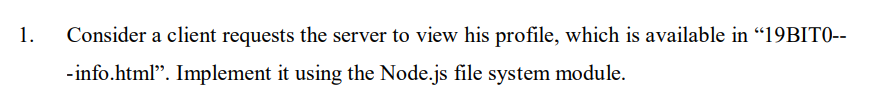 1. Consider a client requests the server to view his profile, which is available in “19BIT0--
-info.html”. Implement it using the Node.js file system module.